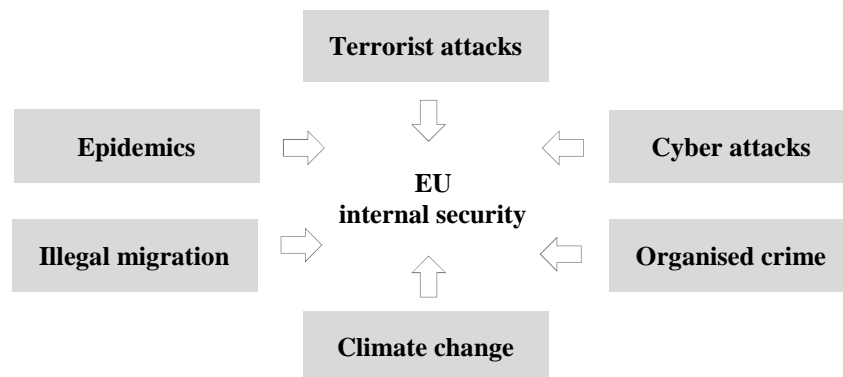 Terrorist attacks
Epidemics
Cyber attacks
EU
internal security
Illegal migration
Organised crime
Climate change